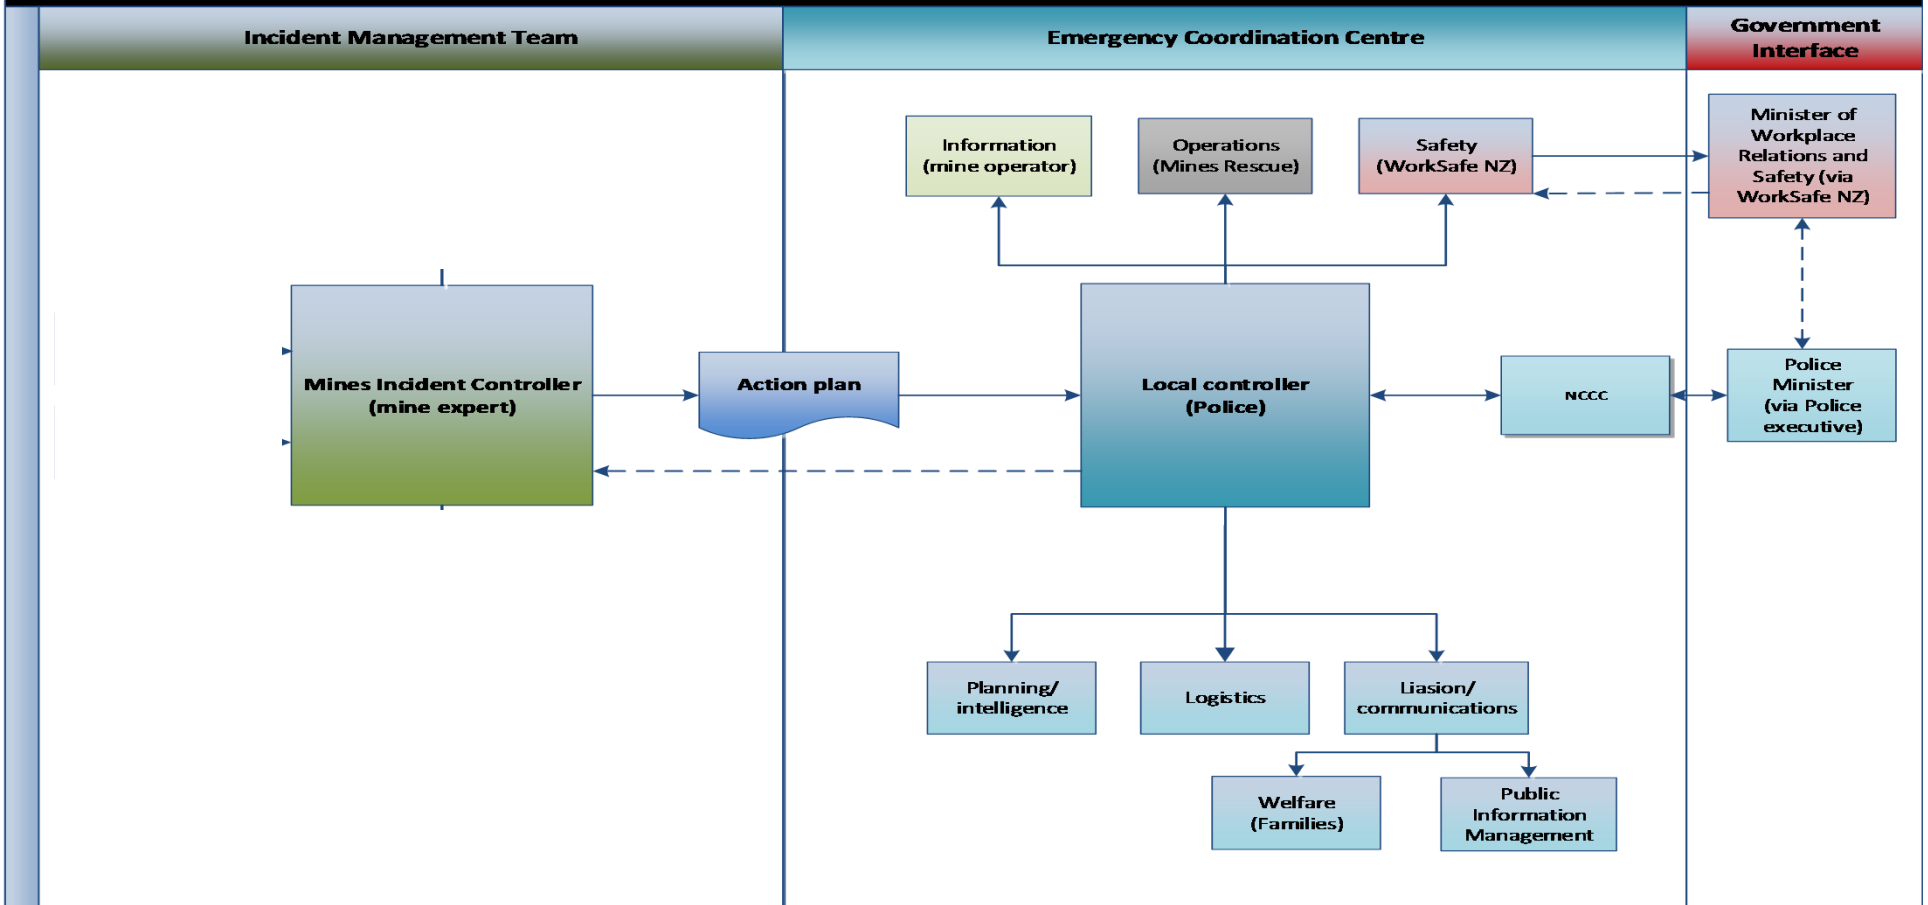 Incident Management Team
Emergency Coordination Centre
Government
Interface
Information
(mine operator)
Operations
(Mines Rescue)
Safety
(WorkSafe NZ)
Minister of
Workplace
Relations and
Safety (via
WorkSafe NZ)
Mines Incident Controller
(mine expert)
Action plan
Local controller
(Police)
NCCC
Police
Minister
(via Police
executive)
Planning/
intelligence
Logistics
Liasion/
communications
Welfare
(Families)
Public
Information
Management